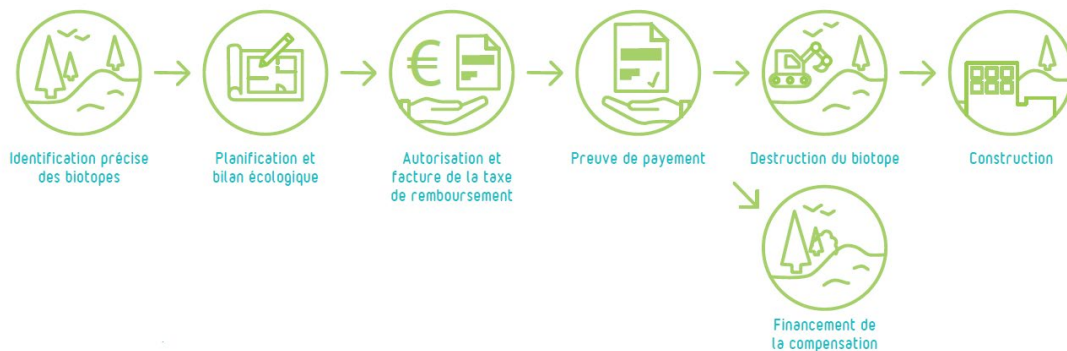 Identification précise
des biotopes
Planification et
bilan écologique
Autorisation et
facture de la taxe
de remboursement
Preuve de payement
Destruction du biotope
Construction
Financement de
la compensation